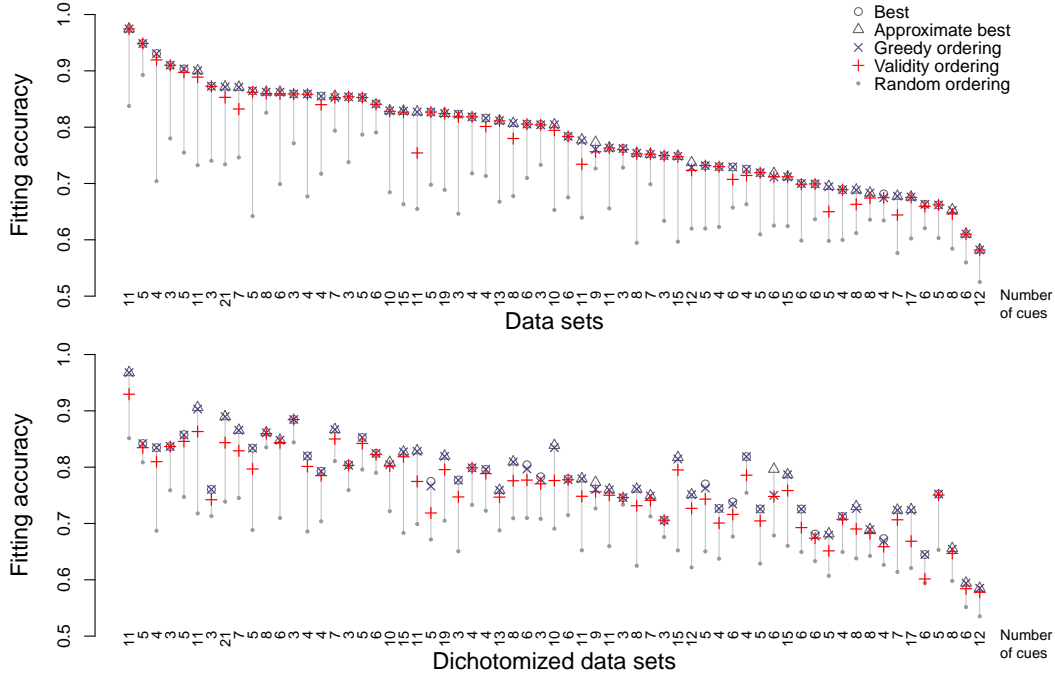 Best
Approximate best
Greedy ordering
Validity ordering
Random ordering
Fitting accuracy
1.0
0.9
0.8
0.7
0.6
0.5
11 5 4 3 5 11 3 21 7 5 8 6 3 4 4 7 3 5 6 10 15 11 5 19 3 4 4 13 8 6 3 10 6 11 9 11 3 8 7 3 15 12 5 4 6 4 5 6 15 6 6 5 4 8 8 4 7 17 6 5 8 6 12
Number
of cues
Data sets
Fitting accuracy
1.0
0.9
0.8
0.7
0.6
0.5
11 5 4 3 5 11 3 21 7 5 8 6 3 4 4 7 3 5 6 10 15 11 5 19 3 4 4 13 8 6 3 10 6 11 9 11 3 8 7 3 15 12 5 4 6 4 5 6 15 6 6 5 4 8 8 4 7 17 6 5 8 6 12
Number
of cues
Dichotomized data sets